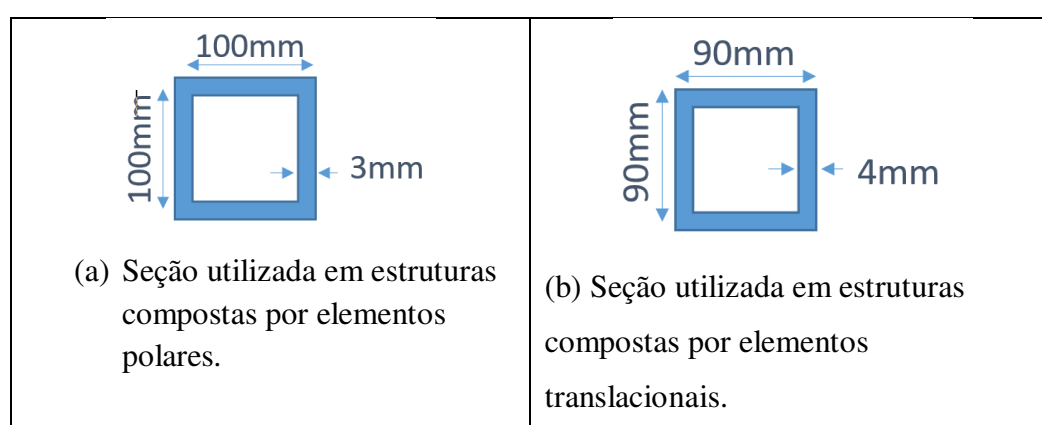 100mm
100mm
3mm
(a) Seção utilizada em estruturas
compostas por elementos
polares.
90mm
90mm
4mm
(b) Seção utilizada em estruturas
compostas por elementos
translacionais.